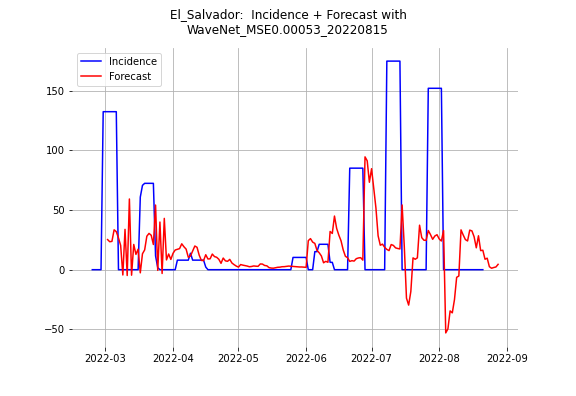 El_Salvador:  Incidence + Forecast with
WaveNet_MSE0.00053_20220815
Incidence
Forecast
150
100
50
0
−50
2022-03 2022-04 2022-05 2022-06 2022-07 2022-08 2022-09